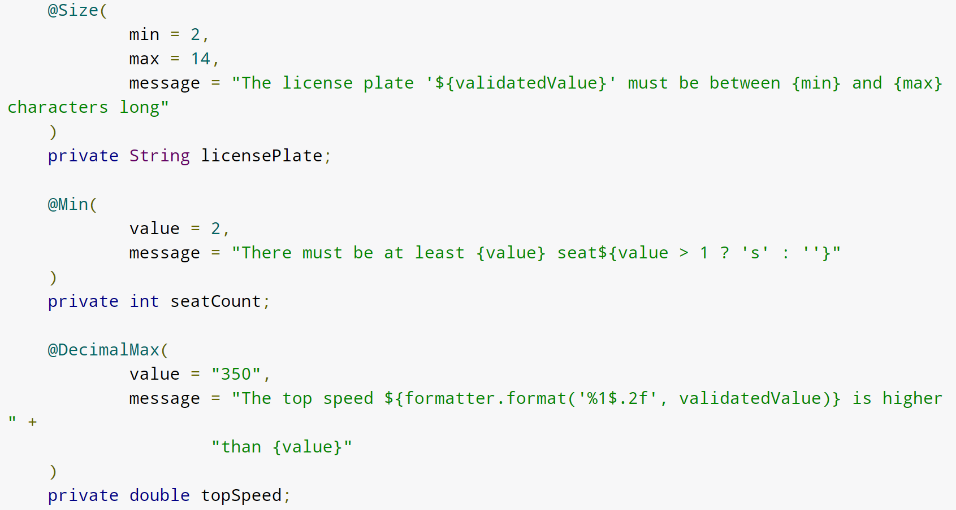 @Size(
min = 2,
max = 14,
message = "The license plate '${validatedValue}' must be between {min} and {max}
characters long"
)
private String licensePlate;
@Min(
value = 2,
message = "There must be at least {value} seat${value > 1 ? 's' : ''}"
)
private int seatCount;
@DecimalMax(
value = "350",
message = "The top speed ${formatter.format('%1$.2f', validatedValue)} is higher
" +
"than {value}"
)
private double topSpeed;